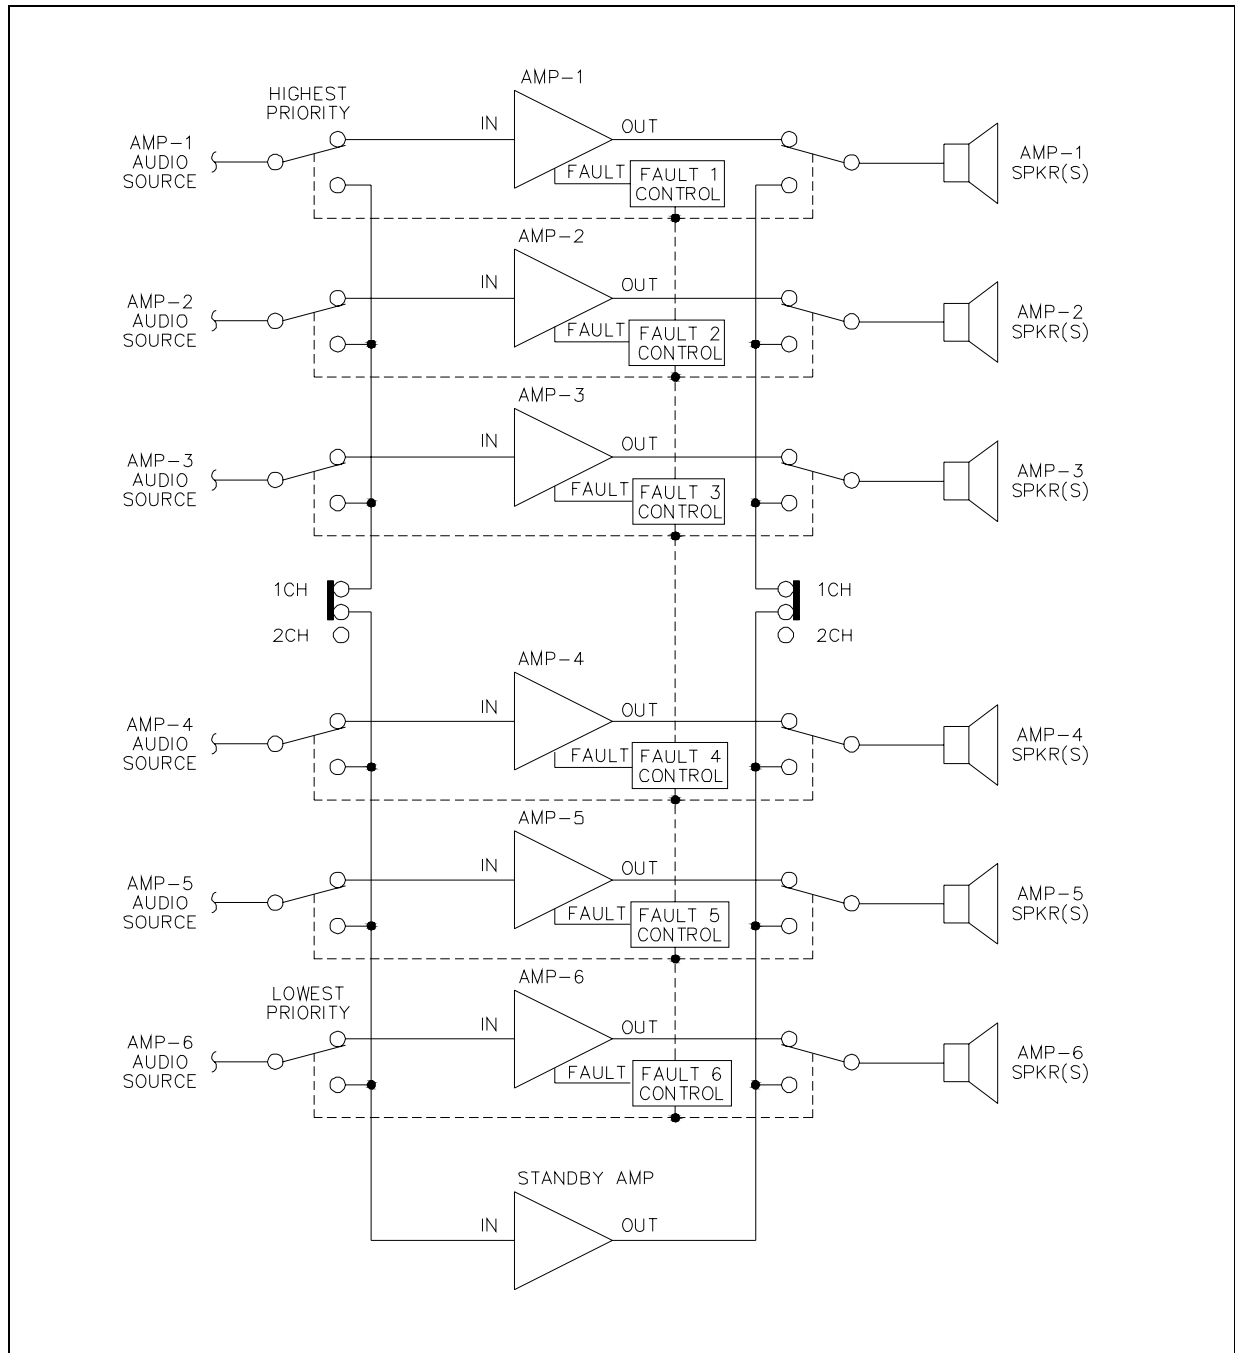 AMP-1
HIGHEST
PRIORITY
IN
OUT
AMP-1
AUDIO
SOURCE
FAULT
FAULT 1
CONTROL
AMP-1
SPKR(S)
AMP-2
IN
OUT
AMP-2
AUDIO
SOURCE
FAULT
FAULT 2
CONTROL
AMP-2
SPKR(S)
AMP-3
IN
OUT
AMP-3
AUDIO
SOURCE
FAULT
FAULT 3
CONTROL
AMP-3
SPKR(S)
1CH
1CH
2CH
2CH
AMP-4
IN
OUT
AMP-4
AUDIO
SOURCE
FAULT
FAULT 4
CONTROL
AMP-4
SPKR(S)
AMP-5
IN
OUT
AMP-5
AUDIO
SOURCE
FAULT
FAULT 5
CONTROL
AMP-5
SPKR(S)
AMP-6
LOWEST
PRIORITY
IN
OUT
AMP-6
AUDIO
SOURCE
FAULT
FAULT 6
CONTROL
AMP-6
SPKR(S)
STANDBY AMP
IN
OUT